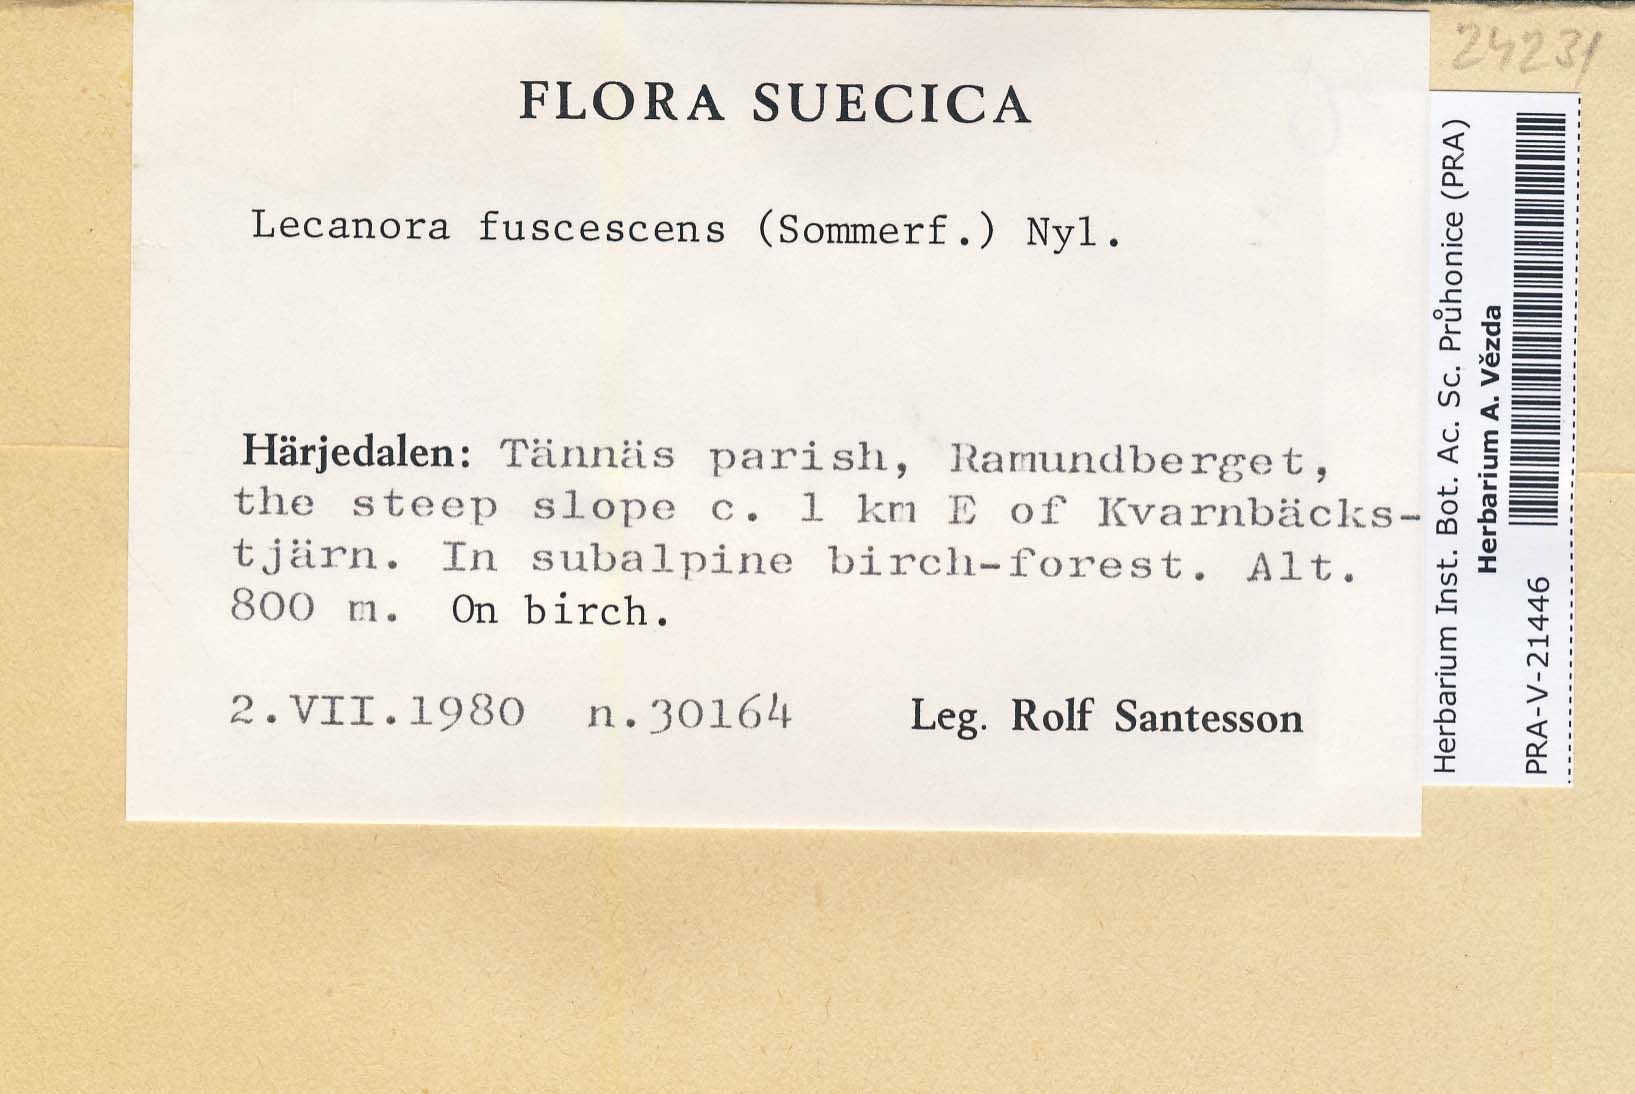 24231
FLORA SUECICA
Lecanora fuscescens (Sommerf.) Nyl.
Härjedalen: Tännäs parish, Ramundberget,
the steep slope c. 1 km E of Kvarnbäcks-
tjärn. In subalpine birch-forest. Alt.
800 m. On birch.
2.VII.1980 n.30164 Leg. Rolf Santesson
Herbarium Inst. Bot. Ac. Sc. Průhonice (PRA)
Herbarium A. Vězda
PRA-V-21446